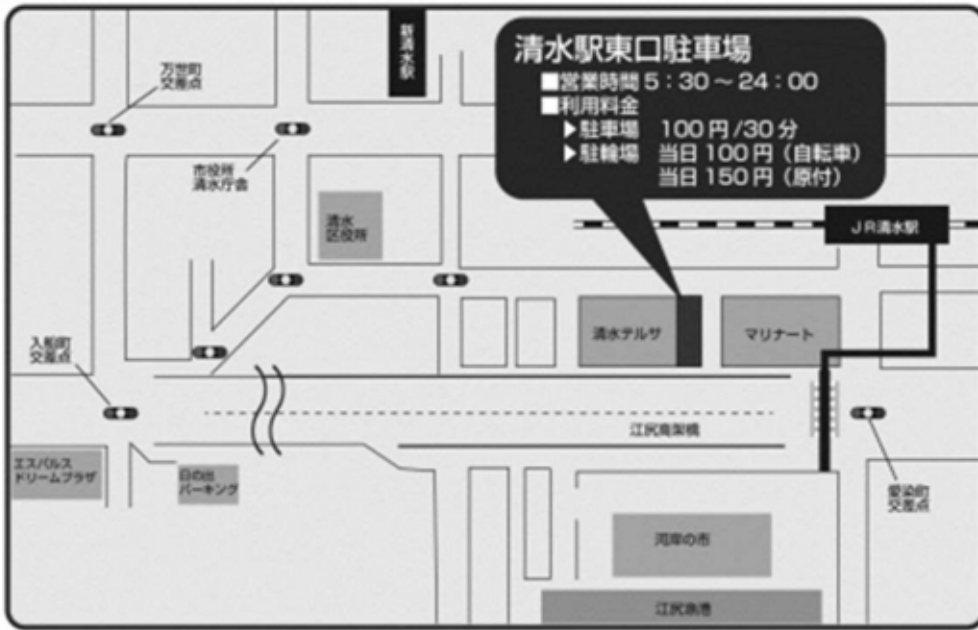 新清水駅
万世町
交差点
市役所
清水庁舎
清水駅東口駐車場
■営業時間 5:30～24:00
■利用料金
▶駐車場 100円/30分
▶駐輪場 当日100円（自転車）
当日150円（原付）
清水
区役所
JR清水駅
清水テルサ
マリナート
入船町
交差点
江尻高架橋
エスパルス
ドリームプラザ
日の出
パーキング
愛染町
交差点
河岸の市
江尻漁港